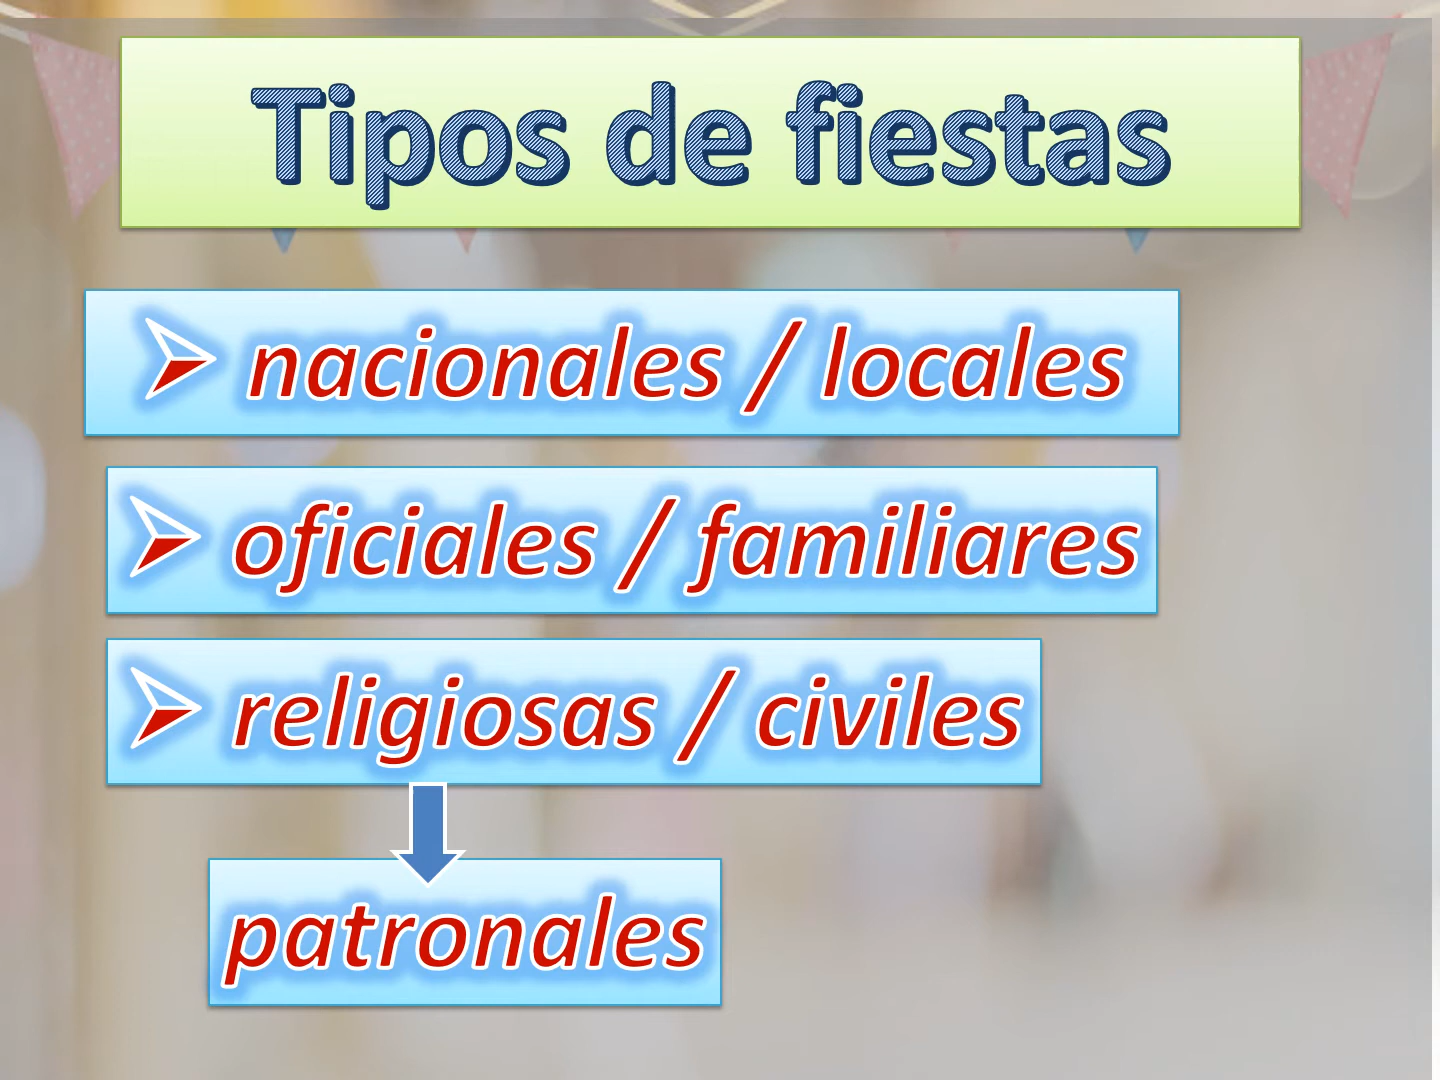 Tipos de fiestas
nacionales / locales
oficiales / familiares
religiosas / civiles
patronales